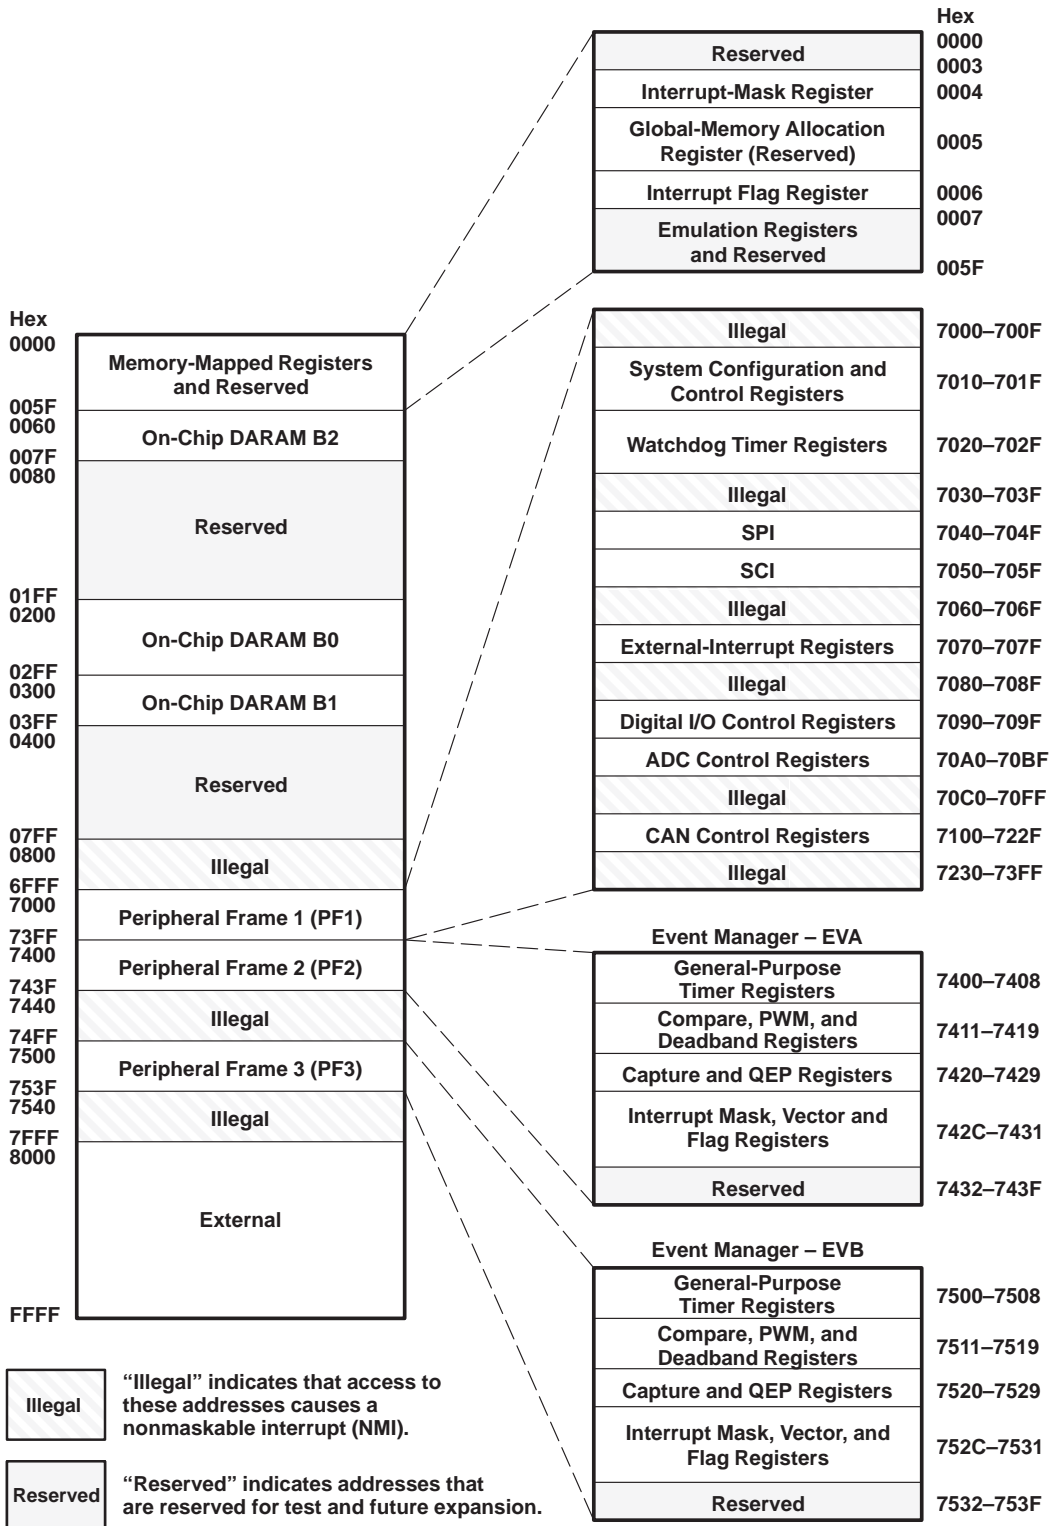 Hex
0000
Reserved
0003
Interrupt-Mask Register
0004
Global-Memory Allocation
Register (Reserved)
0005
Interrupt Flag Register
0006
0007
Emulation Registers
and Reserved
005F
Hex
0000
Memory-Mapped Registers
and Reserved
005F
0060
On-Chip DARAM B2
007F
0080
Reserved
01FF
0200
On-Chip DARAM B0
02FF
0300
On-Chip DARAM B1
03FF
0400
Reserved
07FF
0800
Illegal
6FFF
7000
Peripheral Frame 1 (PF1)
73FF
7400
Peripheral Frame 2 (PF2)
743F
7440
Illegal
74FF
7500
Peripheral Frame 3 (PF3)
753F
7540
Illegal
7FFF
8000
External
FFFF
Illegal
7000–700F
System Configuration and
Control Registers
7010–701F
Watchdog Timer Registers
7020–702F
Illegal
7030–703F
SPI
7040–704F
SCI
7050–705F
Illegal
7060–706F
External-Interrupt Registers
7070–707F
Illegal
7080–708F
Digital I/O Control Registers
7090–709F
ADC Control Registers
70A0–70BF
Illegal
70C0–70FF
CAN Control Registers
7100–722F
Illegal
7230–73FF
Event Manager – EVA
General-Purpose
Timer Registers
7400–7408
Compare, PWM, and
Deadband Registers
7411–7419
Capture and QEP Registers
7420–7429
Interrupt Mask, Vector and
Flag Registers
742C–7431
Reserved
7432–743F
Event Manager – EVB
General-Purpose
Timer Registers
7500–7508
Compare, PWM, and
Deadband Registers
7511–7519
Capture and QEP Registers
7520–7529
Interrupt Mask, Vector, and
Flag Registers
752C–7531
Reserved
7532–753F
Illegal
“Illegal” indicates that access to
these addresses causes a
nonmaskable interrupt (NMI).
Reserved
“Reserved” indicates addresses that
are reserved for test and future expansion.